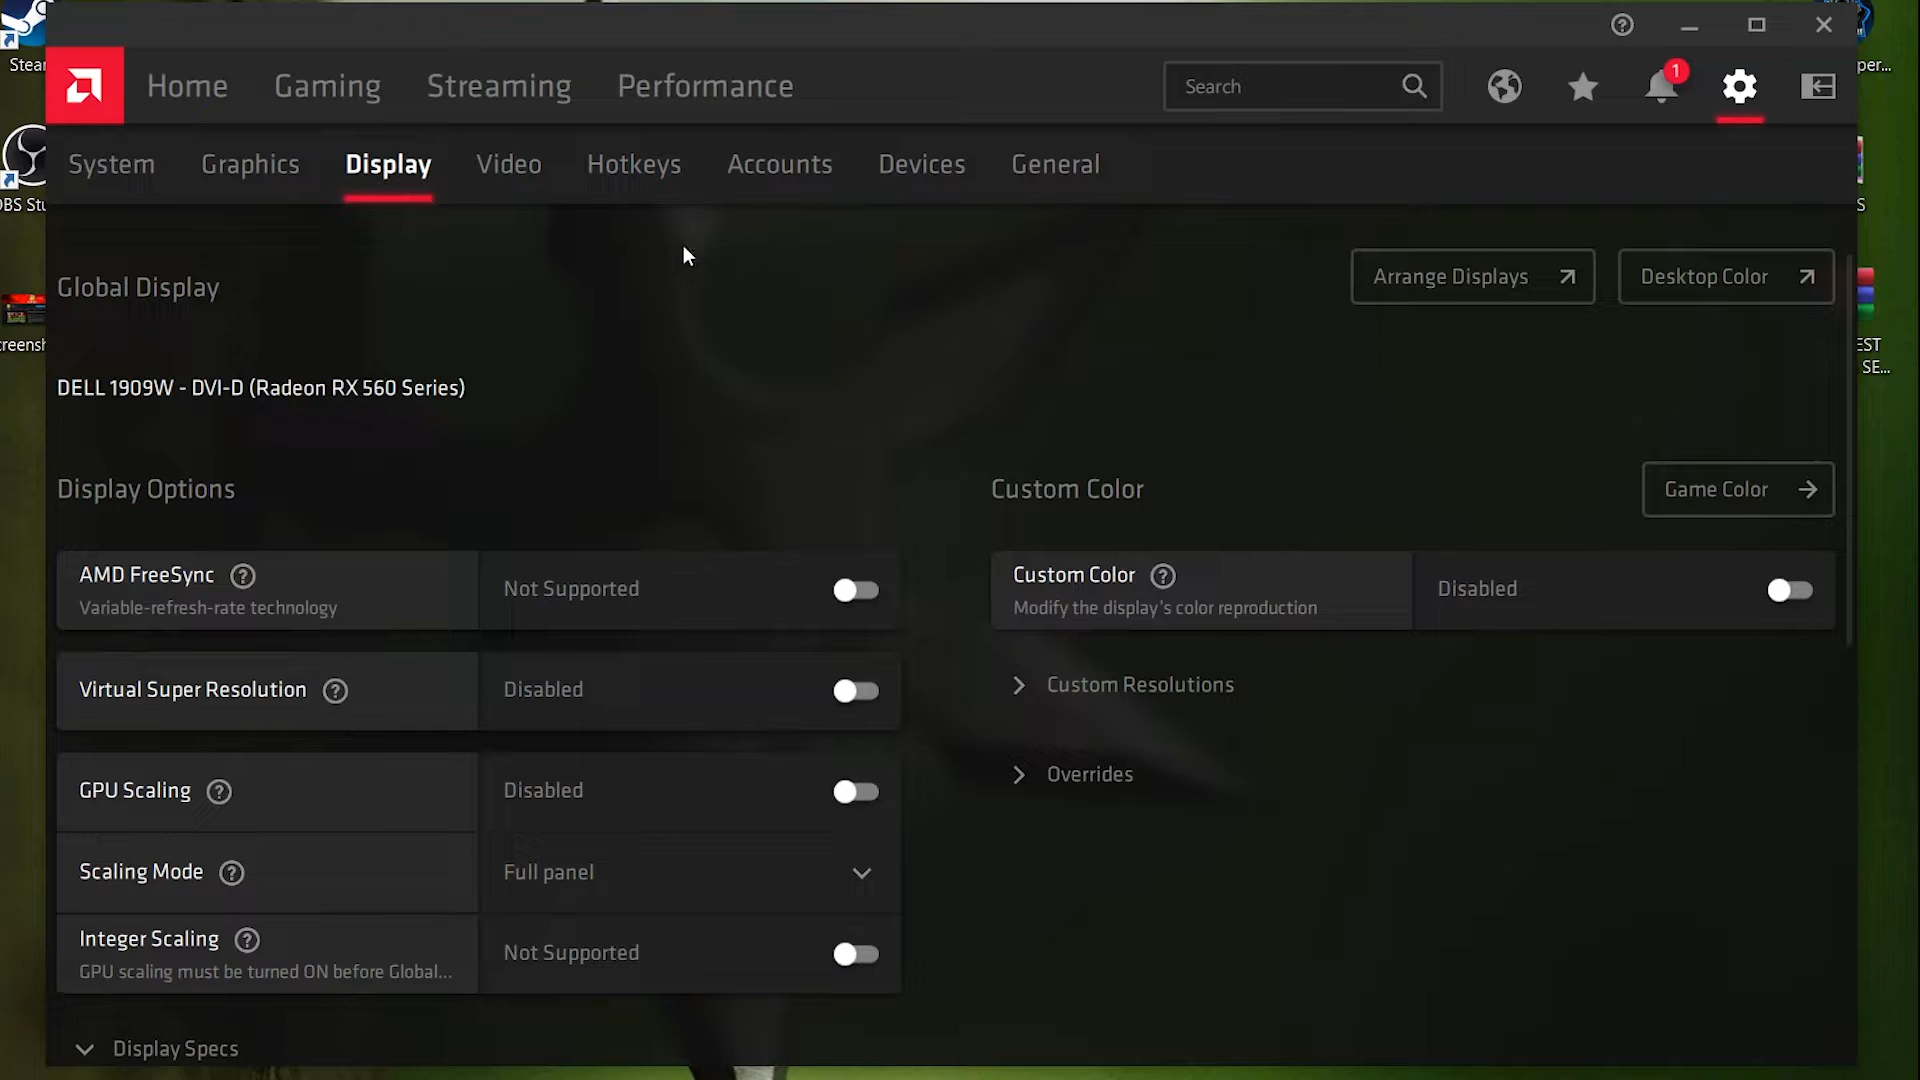 Home
Gaming
Streaming
Performance
Search
1
System
Graphics
Display
Video
Hotkeys
Accounts
Devices
General
Global Display
Arrange Displays
Desktop Color
DELL 1909W - DVI-D (Radeon RX 560 Series)
Display Options
AMD FreeSync
Variable-refresh-rate technology
Not Supported
Virtual Super Resolution
Disabled
GPU Scaling
Disabled
Scaling Mode
Full panel
Integer Scaling
GPU scaling must be turned ON before Global...
Not Supported
Display Specs
Custom Color
Game Color
Custom Color
Modify the display's color reproduction
Disabled
Custom Resolutions
Overrides